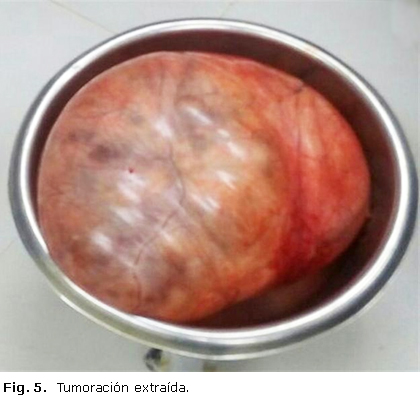 Fig. 5. Tumoración extraída.